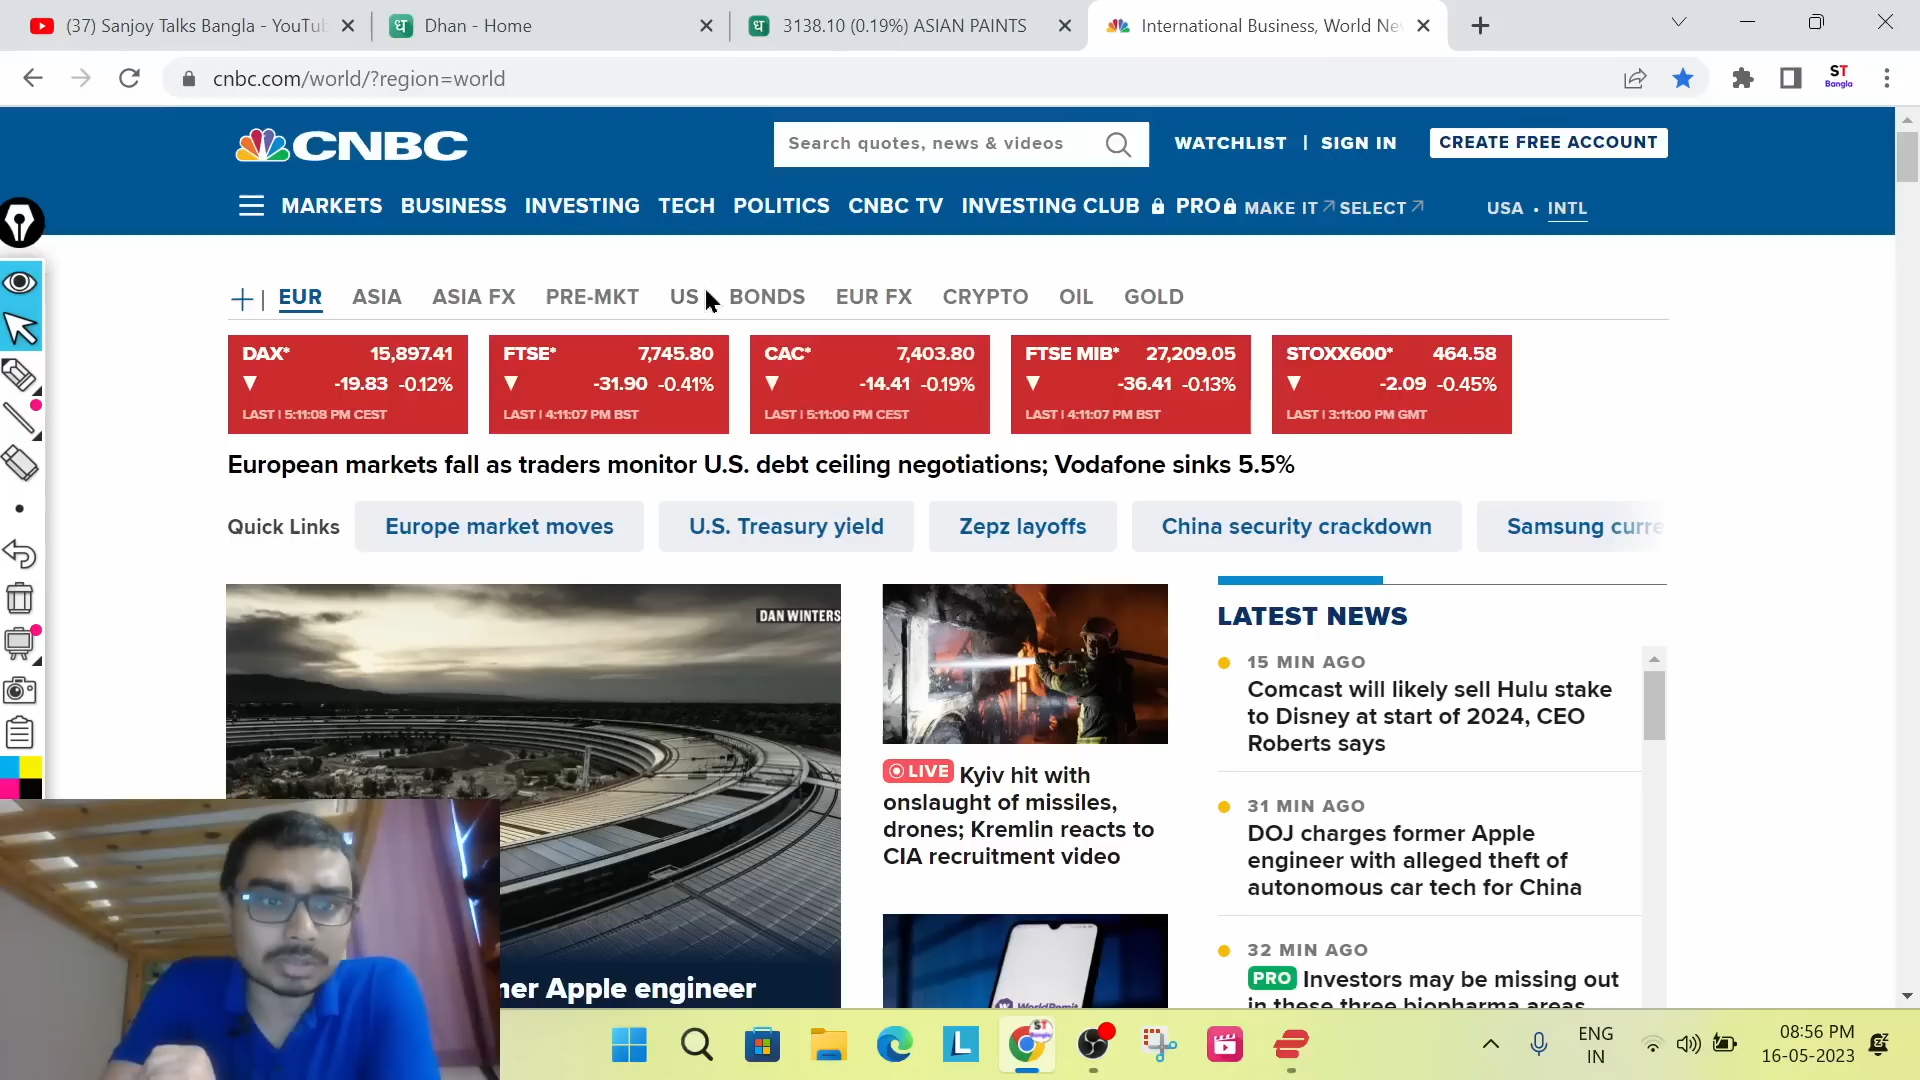 (37) Sanjoy Talks Bangla - YouTu
Dhan - Home
3138.10 (0.19%) ASIAN PAINTS
International Business, World Ne
cnbc.com/world/?region=world
ST
Bangla
CNBC
Search quotes, news & videos
WATCHLIST | SIGN IN
CREATE FREE ACCOUNT
MARKETS BUSINESS INVESTING TECH POLITICS CNBC TV INVESTING CLUB PRO MAKE IT SELECT USA • INTL
EUR ASIA ASIA FX PRE-MKT US BONDS EUR FX CRYPTO OIL GOLD
DAX* 15,897.41
-19.83 -0.12%
LAST | 5:11:08 PM CEST
FTSE* 7,745.80
-31.90 -0.41%
LAST | 4:11:07 PM BST
CAC* 7,403.80
-14.41 -0.19%
LAST | 5:11:00 PM CEST
FTSE MIB* 27,209.05
-36.41 -0.13%
LAST | 4:11:07 PM BST
STOXX600* 464.58
-2.09 -0.45%
LAST | 3:11:00 PM GMT
European markets fall as traders monitor U.S. debt ceiling negotiations; Vodafone sinks 5.5%
Quick Links Europe market moves U.S. Treasury yield Zepz layoffs China security crackdown Samsung curre
DAN WINTERS
ner Apple engineer
LIVE Kyiv hit with
onslaught of missiles,
drones; Kremlin reacts to
CIA recruitment video
WorldRemit
LATEST NEWS
15 MIN AGO
Comcast will likely sell Hulu stake
to Disney at start of 2024, CEO
Roberts says
31 MIN AGO
DOJ charges former Apple
engineer with alleged theft of
autonomous car tech for China
32 MIN AGO
PRO Investors may be missing out
in these three biopharma areas
ST
L
ENG
IN
08:56 PM
16-05-2023